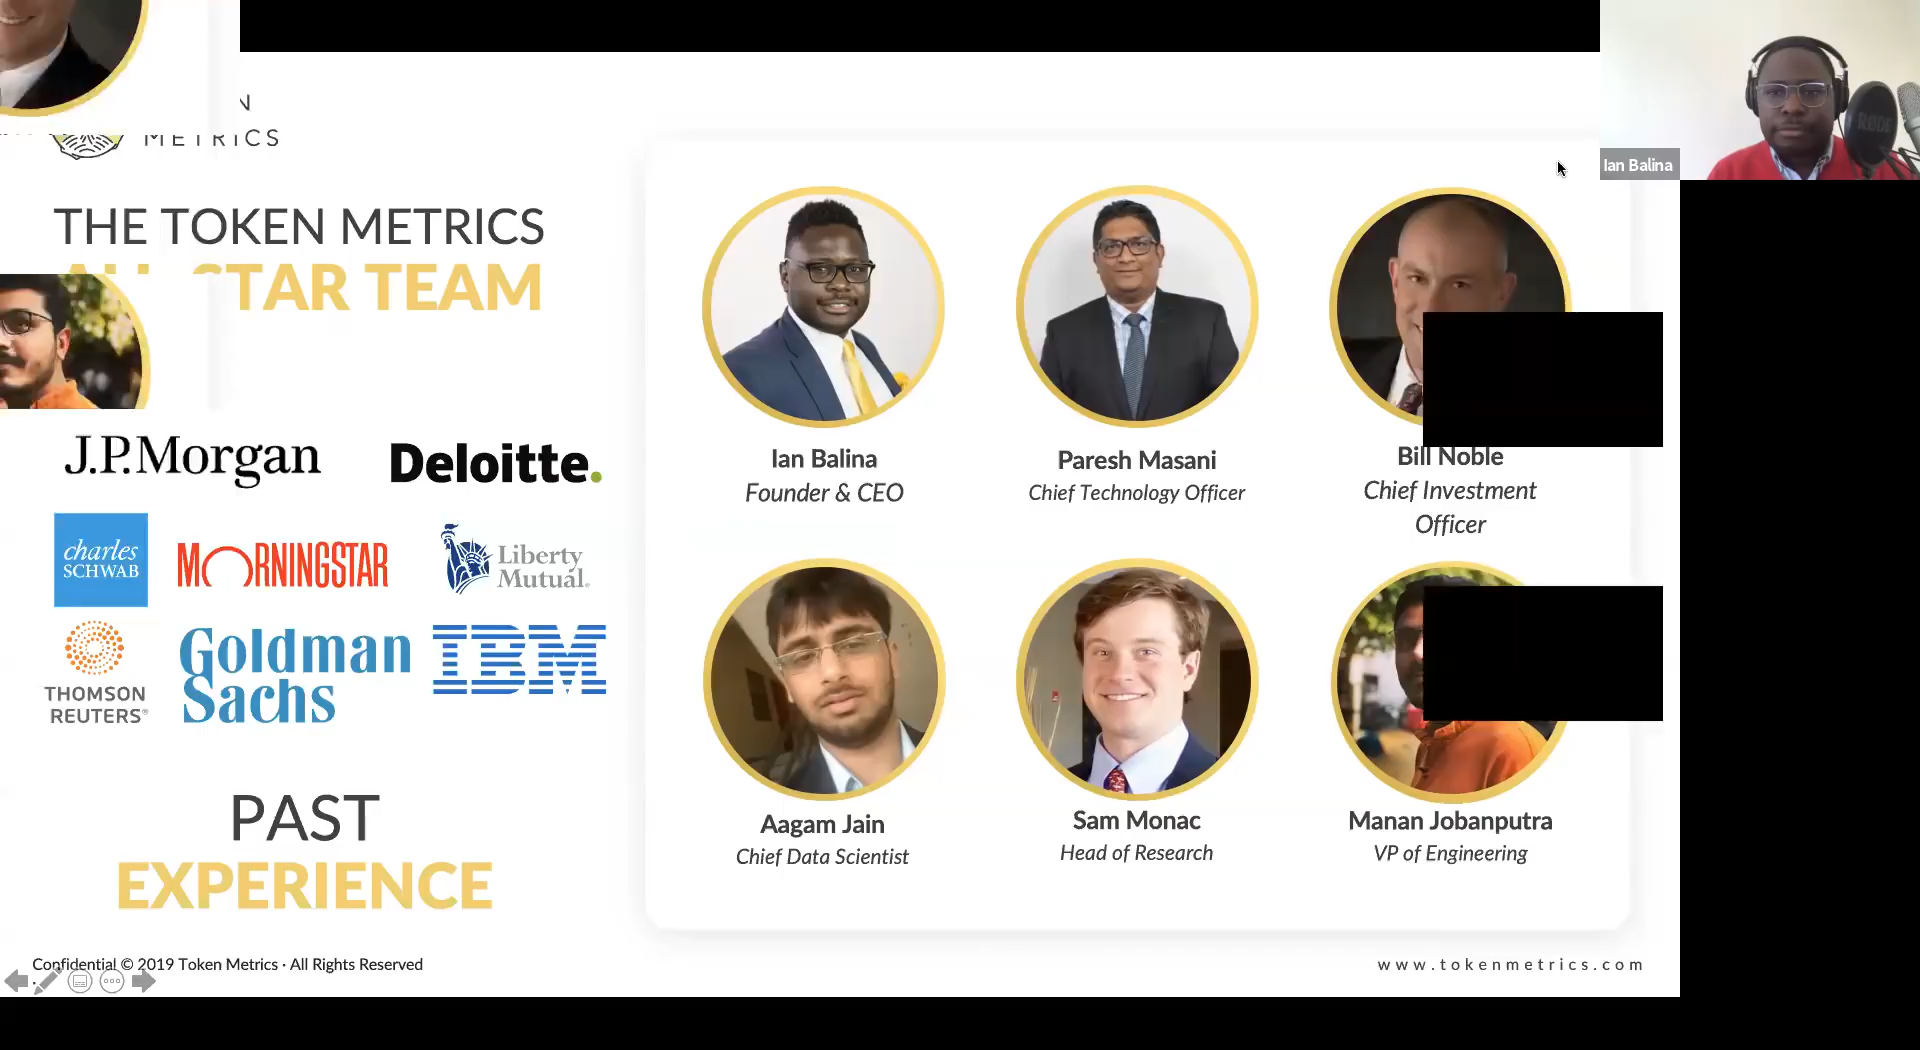 METRICS
THE TOKEN METRICS
STAR TEAM
J.P.Morgan
Deloitte.
charles
SCHWAB
MORNINGSTAR
Liberty
Mutual
THOMSON
REUTERS
Goldman
Sachs
IBM
PAST
EXPERIENCE
Ian Balina
Founder & CEO
Paresh Masani
Chief Technology Officer
Bill Noble
Chief Investment
Officer
Aagam Jain
Chief Data Scientist
Sam Monac
Head of Research
Manan Jobanputra
VP of Engineering
Confidential © 2019 Token Metrics · All Rights Reserved
www.tokenmetrics.com
Ian Balina
RØDE